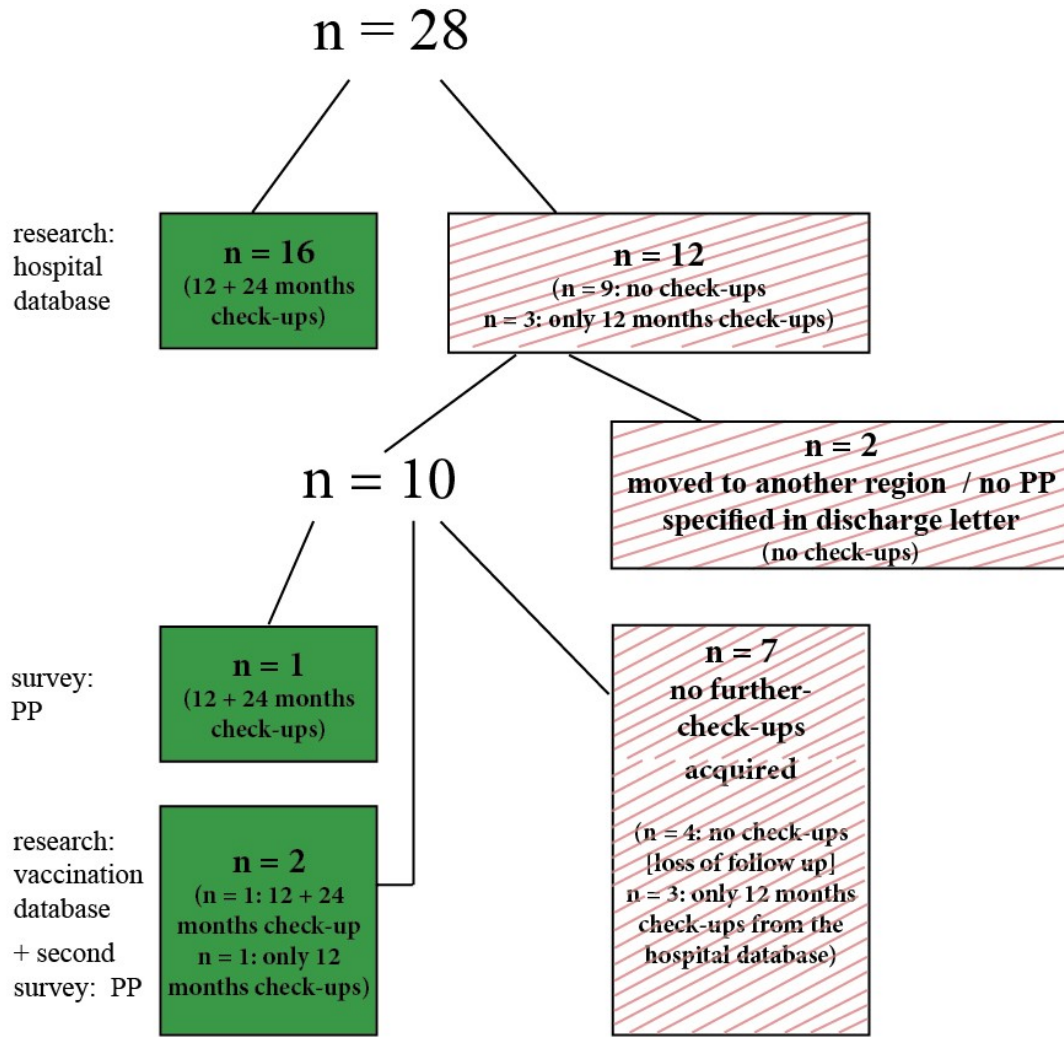 n = 28
research:
hospital
database
n = 16
(12 + 24 months
check-ups)
n = 12
(n = 9: no check-ups
n = 3: only 12 months check-ups)
n = 10
n = 2
moved to another region / no PP
specified in discharge letter
(no check-ups)
survey:
PP
n = 1
(12 + 24 months
check-ups)
n = 7
no further-
check-ups
acquired
(n = 4: no check-ups
[loss of follow up]
n = 3: only 12 months
check-ups from the
hospital database)
research:
vaccination
database
+ second
survey: PP
n = 2
(n = 1: 12 + 24
months check-up
n = 1: only 12
months check-ups)